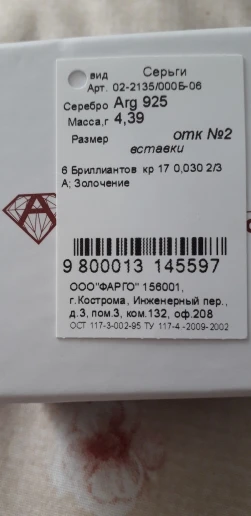 вид Серьги
Арт. 02-2135/000Б-06
Серебро Arg 925
Масса,г 4,39
Размер отк №2
вставки
6 Бриллиантов кр 17 0,030 2/3
А; Золочение
9 800013 145597
ООО"ФАРГО" 156001,
г.Кострома, Инженерный пер.,
д.3, пом.3, ком.132, оф.208
ОСТ 117-3-002-95 ТУ 117-4-2009-2002
А